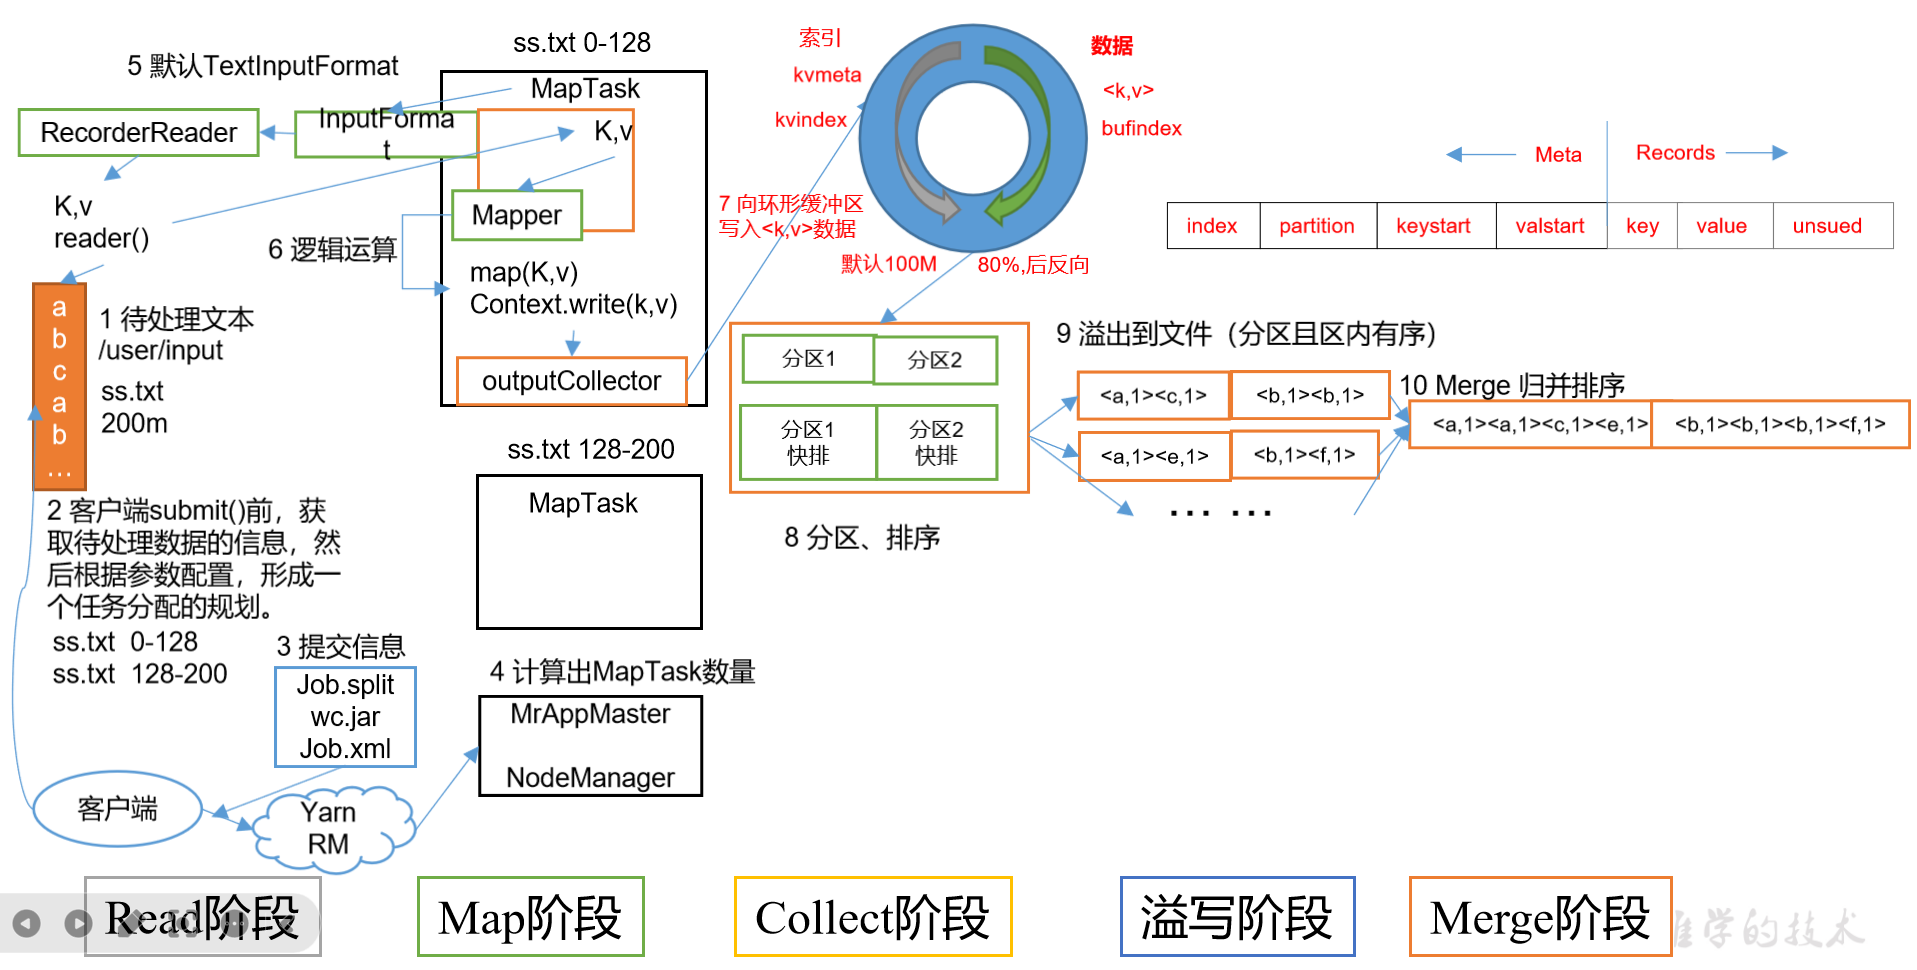 5 默认TextInputFormat
RecorderReader
InputForma
t
K,v
reader()
a
b
c
a
b
...
1 待处理文本
/user/input
ss.txt
200m
2 客户端submit()前，获
取待处理数据的信息，然
后根据参数配置，形成一
个任务分配的规划。
ss.txt 0-128
ss.txt 128-200
3 提交信息
Job.split
wc.jar
Job.xml
客户端
Yarn
RM
4 计算出MapTask数量
MrAppMaster
NodeManager
ss.txt 0-128
MapTask
K,v
Mapper
6 逻辑运算
map(K,v)
Context.write(k,v)
outputCollector
ss.txt 128-200
MapTask
索引
kvmeta
kvindex
数据
<k,v>
bufindex
7 向环形缓冲区
写入<k,v>数据
默认100M
80%,后反向
Meta
Records
index
partition
keystart
valstart
key
value
unsued
分区1
分区2
分区1
快排
分区2
快排
8 分区、排序
9 溢出到文件（分区且区内有序）
<a,1><c,1>
<b,1><b,1>
<a,1><e,1>
<b,1><f,1>
... ...
10 Merge 归并排序
<a,1><a,1><c,1><e,1>
<b,1><b,1><b,1><f,1>
Read阶段
Map阶段
Collect阶段
溢写阶段
Merge阶段
学的技术